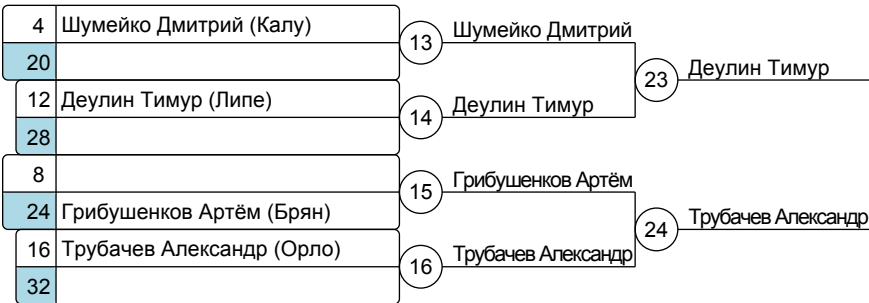 4 Шумейко Дмитрий (Калу)
20
13 Шумейко Дмитрий
12 Деулин Тимур (Липе)
28
14 Деулин Тимур
23 Деулин Тимур
8
24 Грибушенков Артём (Брян)
15 Грибушенков Артём
16 Трубачев Александр (Орло)
32
16 Трубачев Александр
24 Трубачев Александр